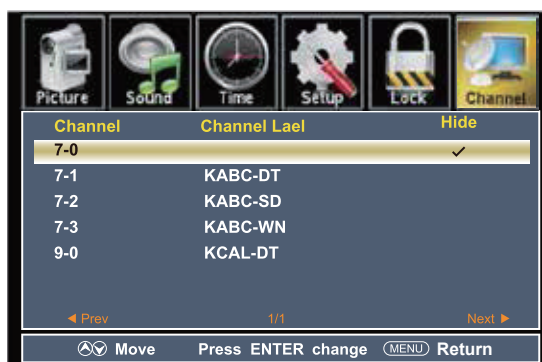 Picture Sound Time Setup Lock Channel
Channel Channel Lael Hide
7-0 ✓
7-1 KABC-DT
7-2 KABC-SD
7-3 KABC-WN
9-0 KCAL-DT
◀ Prev 1/1 Next ▶
Move Press ENTER change MENU Return